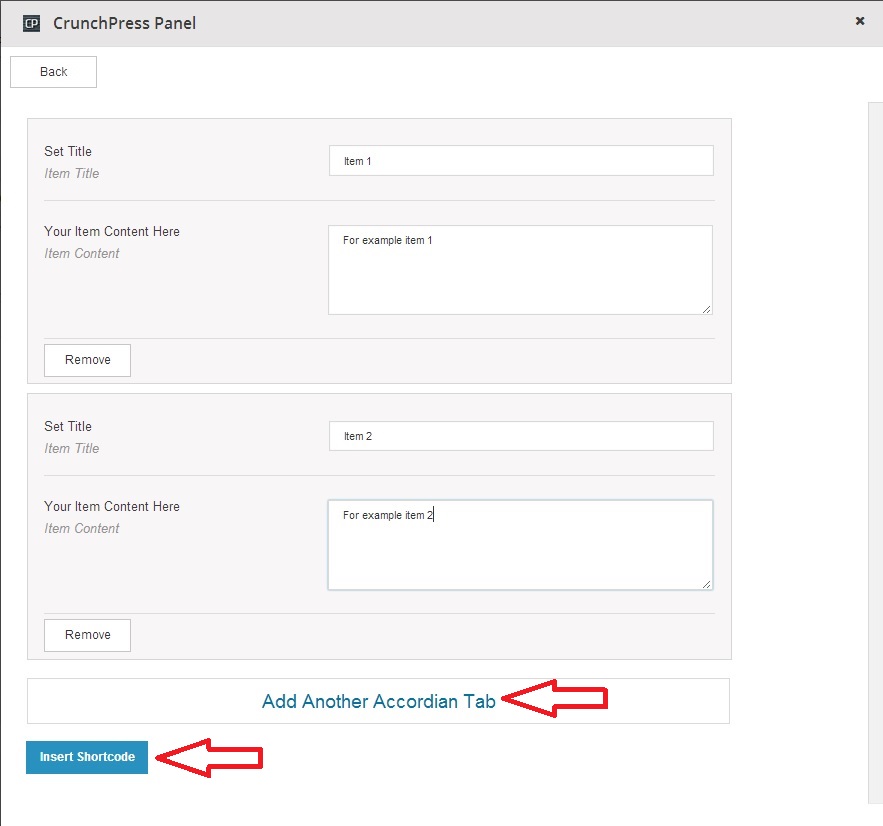 CP CrunchPress Panel ×
Back
Set Title
Item Title
Item 1
Your Item Content Here
Item Content
For example item 1
Remove
Set Title
Item Title
Item 2
Your Item Content Here
Item Content
For example item 2
Remove
Add Another Accordian Tab
Insert Shortcode